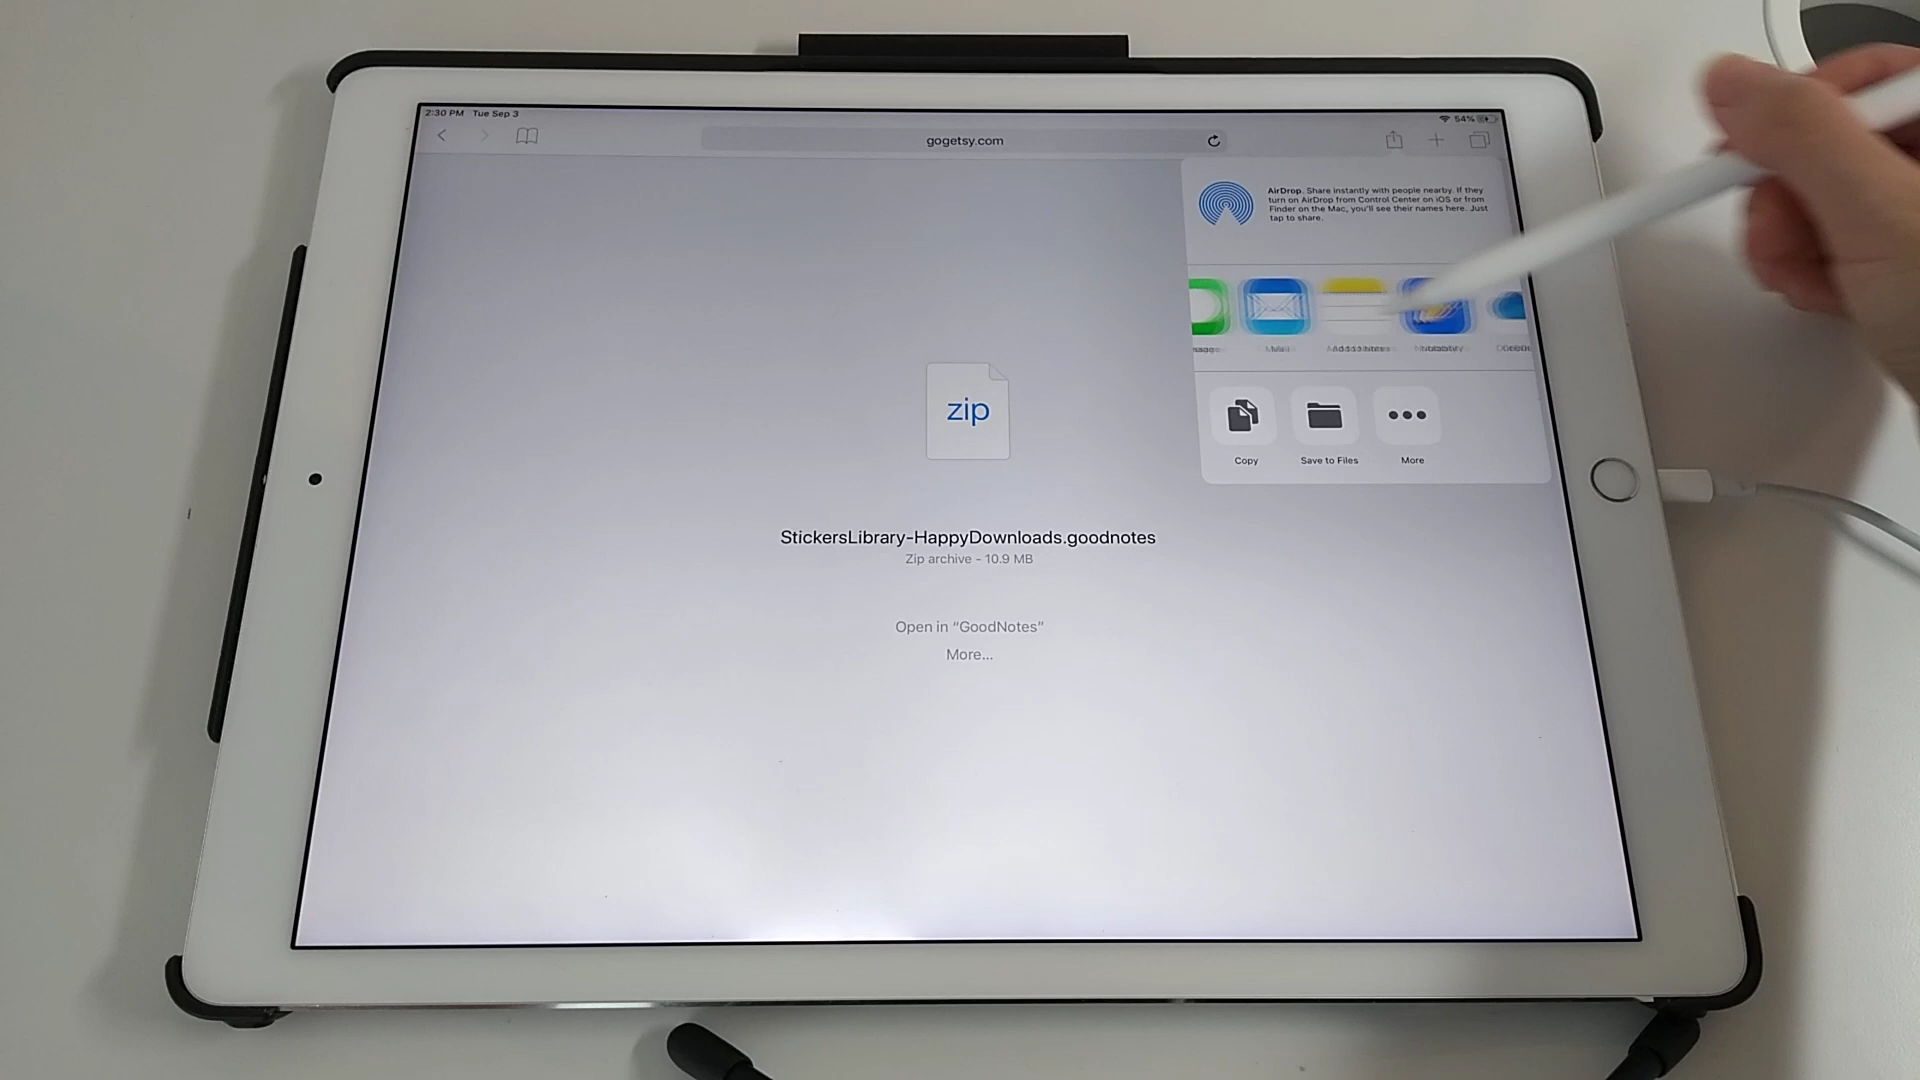 2:30 PM Tue Sep 3
54%
gogetsy.com
AirDrop. Share instantly with people nearby. If they
turn on AirDrop from Control Center on iOS or from
Finder on the Mac, you'll see their names here. Just
tap to share.
Copy
Save to Files
More
zip
StickersLibrary-HappyDownloads.goodnotes
Zip archive - 10.9 MB
Open in “GoodNotes”
More...